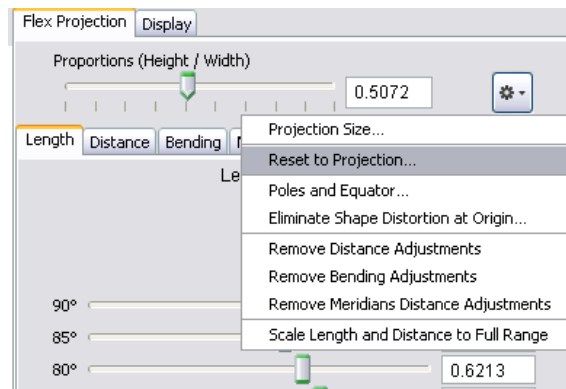 Flex Projection Display
Proportions (Height / Width)
0.5072
Length Distance Bending
Le
Projection Size...
Reset to Projection...
Poles and Equator...
Eliminate Shape Distortion at Origin...
Remove Distance Adjustments
Remove Bending Adjustments
Remove Meridians Distance Adjustments
Scale Length and Distance to Full Range
90°
85°
80° 0.6213